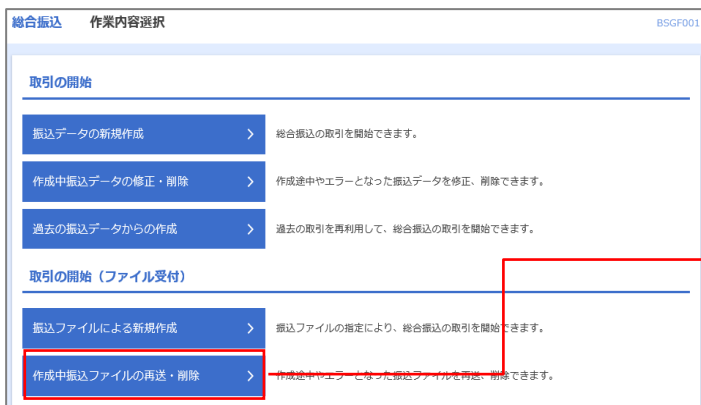 総合振込 作業内容選択 BSGF001
取引の開始
振込データの新規作成 総合振込の取引を開始できます。
作成中振込データの修正・削除 作成途中やエラーとなった振込データを修正、削除できます。
過去の振込データからの作成 過去の取引を再利用して、総合振込の取引を開始できます。
取引の開始（ファイル受付）
振込ファイルによる新規作成 振込ファイルの指定により、総合振込の取引を開始できます。
作成中振込ファイルの再送・削除 作成途中やエラーとなった振込ファイルを再送、削除できます。